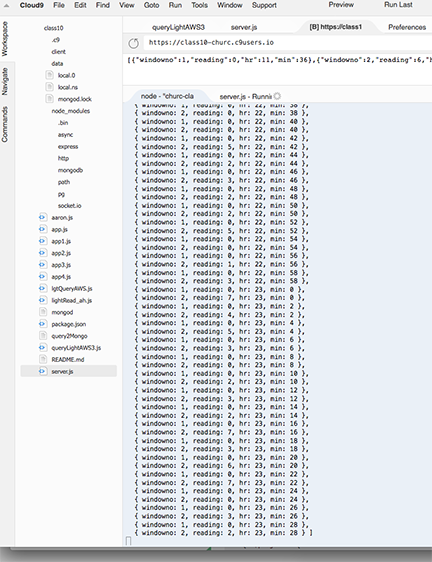 Cloud9 File Edit Find View Goto Run Tools Window Support Preview Run Last
Workspace
Navigate
Commands
class10
.c9
client
data
local.0
local.ns
mongod.lock
node_modules
.bin
async
express
http
mongodb
path
pg
socket.io
aaron.js
app.js
app1.js
app2.js
app3.js
app4.js
lgtQueryAWS.js
lightRead_ah.js
mongod
package.json
query2Mongo
queryLightAWS3.js
README.md
server.js
queryLightAWS3 server.js [B] https://class1 Preferences
https://class10-churc.c9users.io
[{"windowno":1,"reading":0,"hr":11,"min":36},{"windowno":2,"reading":6,"h
node - "churc-cla server.js - Runni
{ windowno: 1, reading: 0, hr: 22, min: 38 },
{ windowno: 2, reading: 0, hr: 22, min: 38 },
{ windowno: 1, reading: 0, hr: 22, min: 40 },
{ windowno: 2, reading: 0, hr: 22, min: 40 },
{ windowno: 1, reading: 0, hr: 22, min: 42 },
{ windowno: 2, reading: 5, hr: 22, min: 42 },
{ windowno: 1, reading: 0, hr: 22, min: 44 },
{ windowno: 2, reading: 2, hr: 22, min: 44 },
{ windowno: 1, reading: 0, hr: 22, min: 46 },
{ windowno: 2, reading: 3, hr: 22, min: 46 },
{ windowno: 1, reading: 0, hr: 22, min: 48 },
{ windowno: 2, reading: 2, hr: 22, min: 48 },
{ windowno: 1, reading: 0, hr: 22, min: 50 },
{ windowno: 2, reading: 2, hr: 22, min: 50 },
{ windowno: 1, reading: 0, hr: 22, min: 52 },
{ windowno: 2, reading: 5, hr: 22, min: 52 },
{ windowno: 1, reading: 0, hr: 22, min: 54 },
{ windowno: 2, reading: 0, hr: 22, min: 54 },
{ windowno: 1, reading: 0, hr: 22, min: 56 },
{ windowno: 2, reading: 1, hr: 22, min: 56 },
{ windowno: 1, reading: 0, hr: 22, min: 58 },
{ windowno: 2, reading: 3, hr: 22, min: 58 },
{ windowno: 1, reading: 0, hr: 23, min: 0 },
{ windowno: 2, reading: 7, hr: 23, min: 0 },
{ windowno: 1, reading: 0, hr: 23, min: 2 },
{ windowno: 2, reading: 4, hr: 23, min: 2 },
{ windowno: 1, reading: 0, hr: 23, min: 4 },
{ windowno: 2, reading: 5, hr: 23, min: 4 },
{ windowno: 1, reading: 0, hr: 23, min: 6 },
{ windowno: 2, reading: 3, hr: 23, min: 6 },
{ windowno: 1, reading: 0, hr: 23, min: 8 },
{ windowno: 2, reading: 0, hr: 23, min: 8 },
{ windowno: 1, reading: 0, hr: 23, min: 10 },
{ windowno: 2, reading: 2, hr: 23, min: 10 },
{ windowno: 1, reading: 0, hr: 23, min: 12 },
{ windowno: 2, reading: 3, hr: 23, min: 12 },
{ windowno: 1, reading: 0, hr: 23, min: 14 },
{ windowno: 2, reading: 2, hr: 23, min: 14 },
{ windowno: 1, reading: 0, hr: 23, min: 16 },
{ windowno: 2, reading: 7, hr: 23, min: 16 },
{ windowno: 1, reading: 0, hr: 23, min: 18 },
{ windowno: 2, reading: 3, hr: 23, min: 18 },
{ windowno: 1, reading: 0, hr: 23, min: 20 },
{ windowno: 2, reading: 6, hr: 23, min: 20 },
{ windowno: 1, reading: 0, hr: 23, min: 22 },
{ windowno: 2, reading: 7, hr: 23, min: 22 },
{ windowno: 1, reading: 0, hr: 23, min: 24 },
{ windowno: 2, reading: 0, hr: 23, min: 24 },
{ windowno: 1, reading: 0, hr: 23, min: 26 },
{ windowno: 2, reading: 3, hr: 23, min: 26 },
{ windowno: 1, reading: 0, hr: 23, min: 28 },
{ windowno: 2, reading: 2, hr: 23, min: 28 } ]